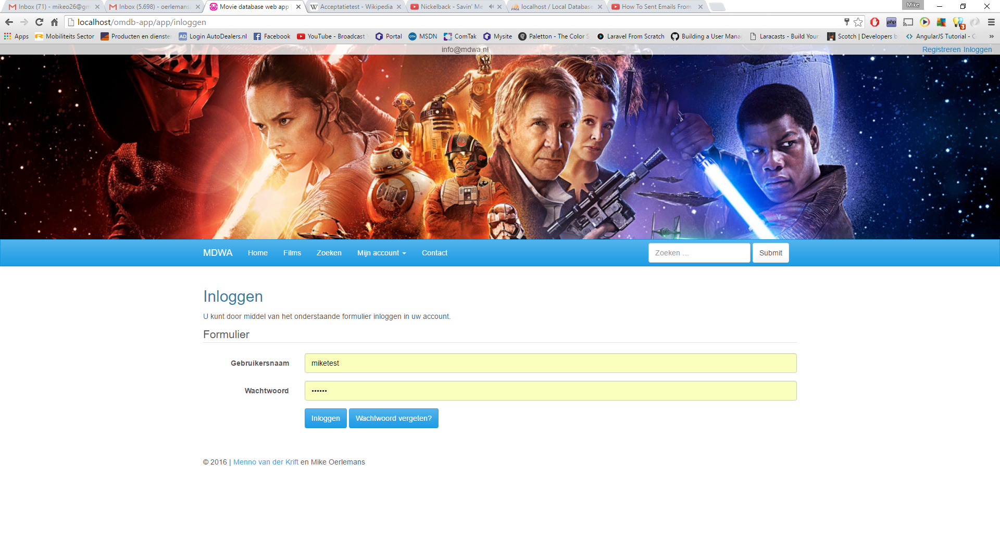 Mike
Inbox (71) - mikeo26@gm
Inbox (5.698) - oerlemans
Movie database web app
Acceptatietest - Wikipedia
Nickelback - Savin' Me
localhost / Local Database
How To Sent Emails From
localhost/omdb-app/app/inloggen
php
3
Apps
Mobiliteits Sector
Producten en dienste
AD Login AutoDealers.nl
Facebook
YouTube - Broadcast
Portal
MSDN
ComTak
Mysite
Paletton - The Color S
Laravel From Scratch
Building a User Mana
Laracasts - Build Your
Scotch | Developers b
AngularJS Tutorial - C
»
info@mdwa.nl
Registreren Inloggen
MDWA
Home
Films
Zoeken
Mijn account
Contact
Zoeken ...
Submit
Inloggen
U kunt door middel van het onderstaande formulier inloggen in uw account.
Formulier
Gebruikersnaam
miketest
Wachtwoord
••••••
Inloggen
Wachtwoord vergeten?
© 2016 | Menno van der Krift en Mike Oerlemans